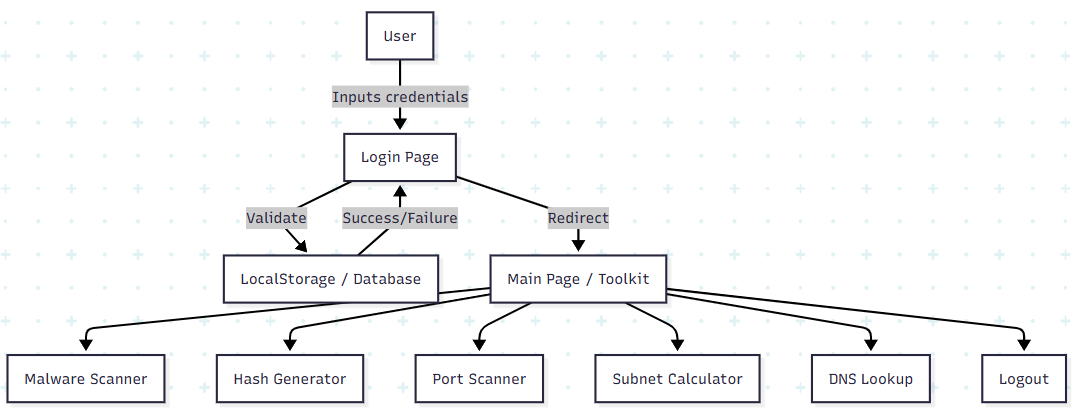 User
Inputs credentials
Login Page
Validate
Success/Failure
Redirect
LocalStorage / Database
Main Page / Toolkit
Malware Scanner
Hash Generator
Port Scanner
Subnet Calculator
DNS Lookup
Logout